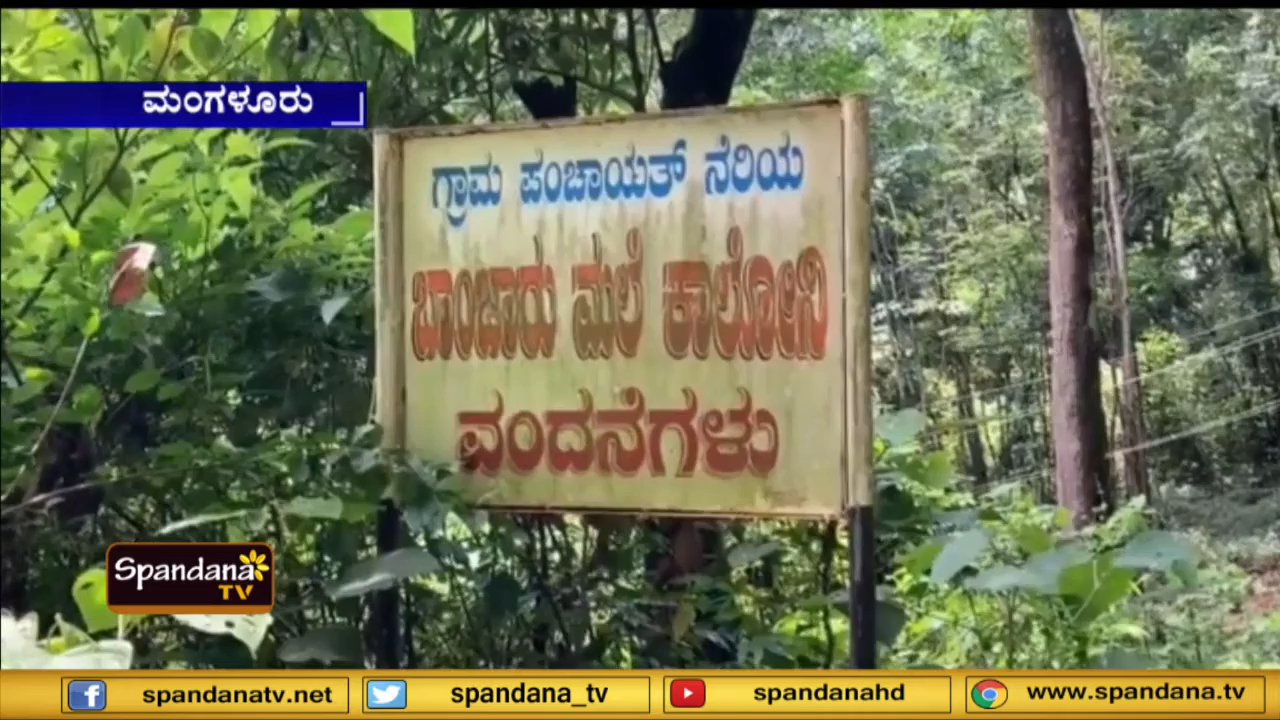 ಮಂಗಳೂರು
ಗ್ರಾಮ ಪಂಚಾಯತ್ ನೆರಿಯ
ಬಾಂಜಾರು ಮಲೆ ಕಾಲೋನಿ
ವಂದನೆಗಳು
Spandana
TV
spandanatv.net
spandana_tv
spandanahd
www.spandana.tv